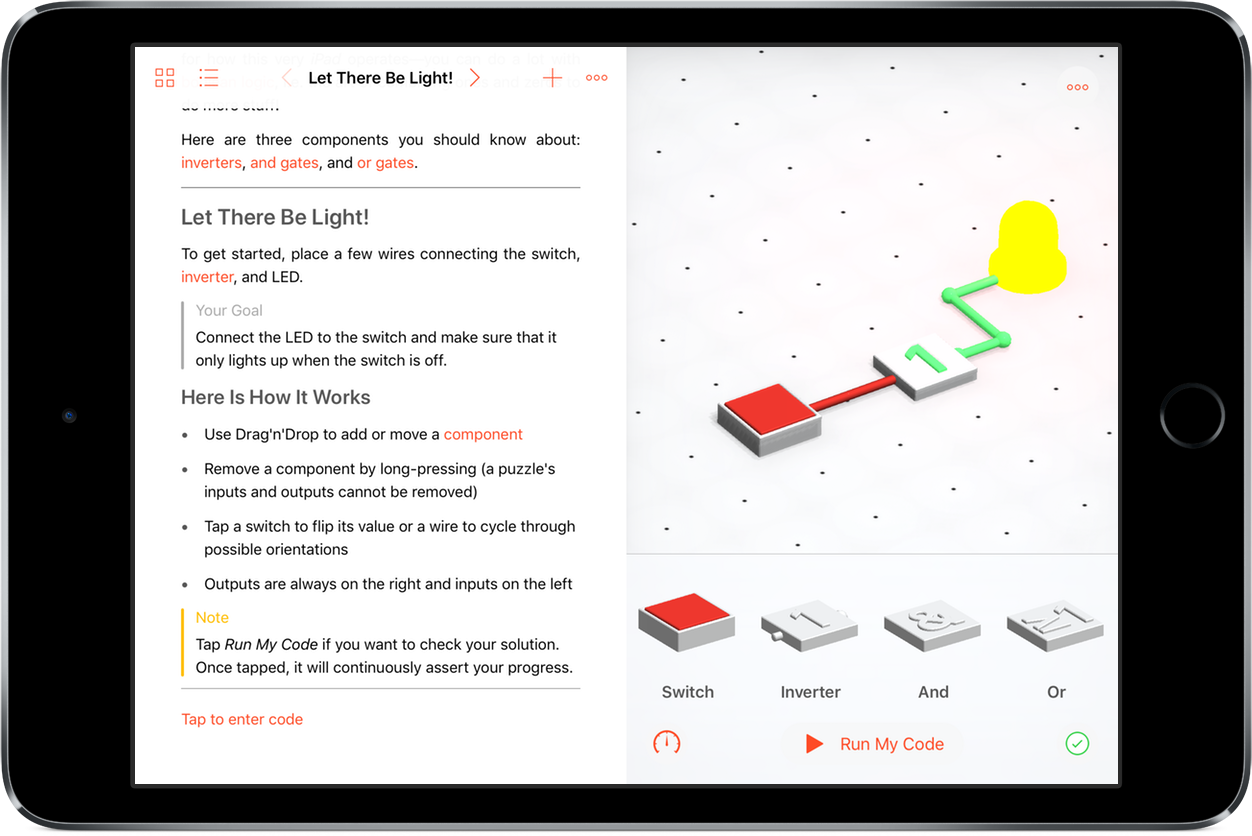 Let There Be Light!
do more stuff
Here are three components you should know about:
inverters, and gates, and or gates.
Let There Be Light!
To get started, place a few wires connecting the switch,
inverter, and LED.
Your Goal
Connect the LED to the switch and make sure that it
only lights up when the switch is off.
Here Is How It Works
• Use Drag'n'Drop to add or move a component
• Remove a component by long-pressing (a puzzle's
inputs and outputs cannot be removed)
• Tap a switch to flip its value or a wire to cycle through
possible orientations
• Outputs are always on the right and inputs on the left
Note
Tap Run My Code if you want to check your solution.
Once tapped, it will continuously assert your progress.
Tap to enter code
1
1
&
≥1
Switch
Inverter
And
Or
Run My Code